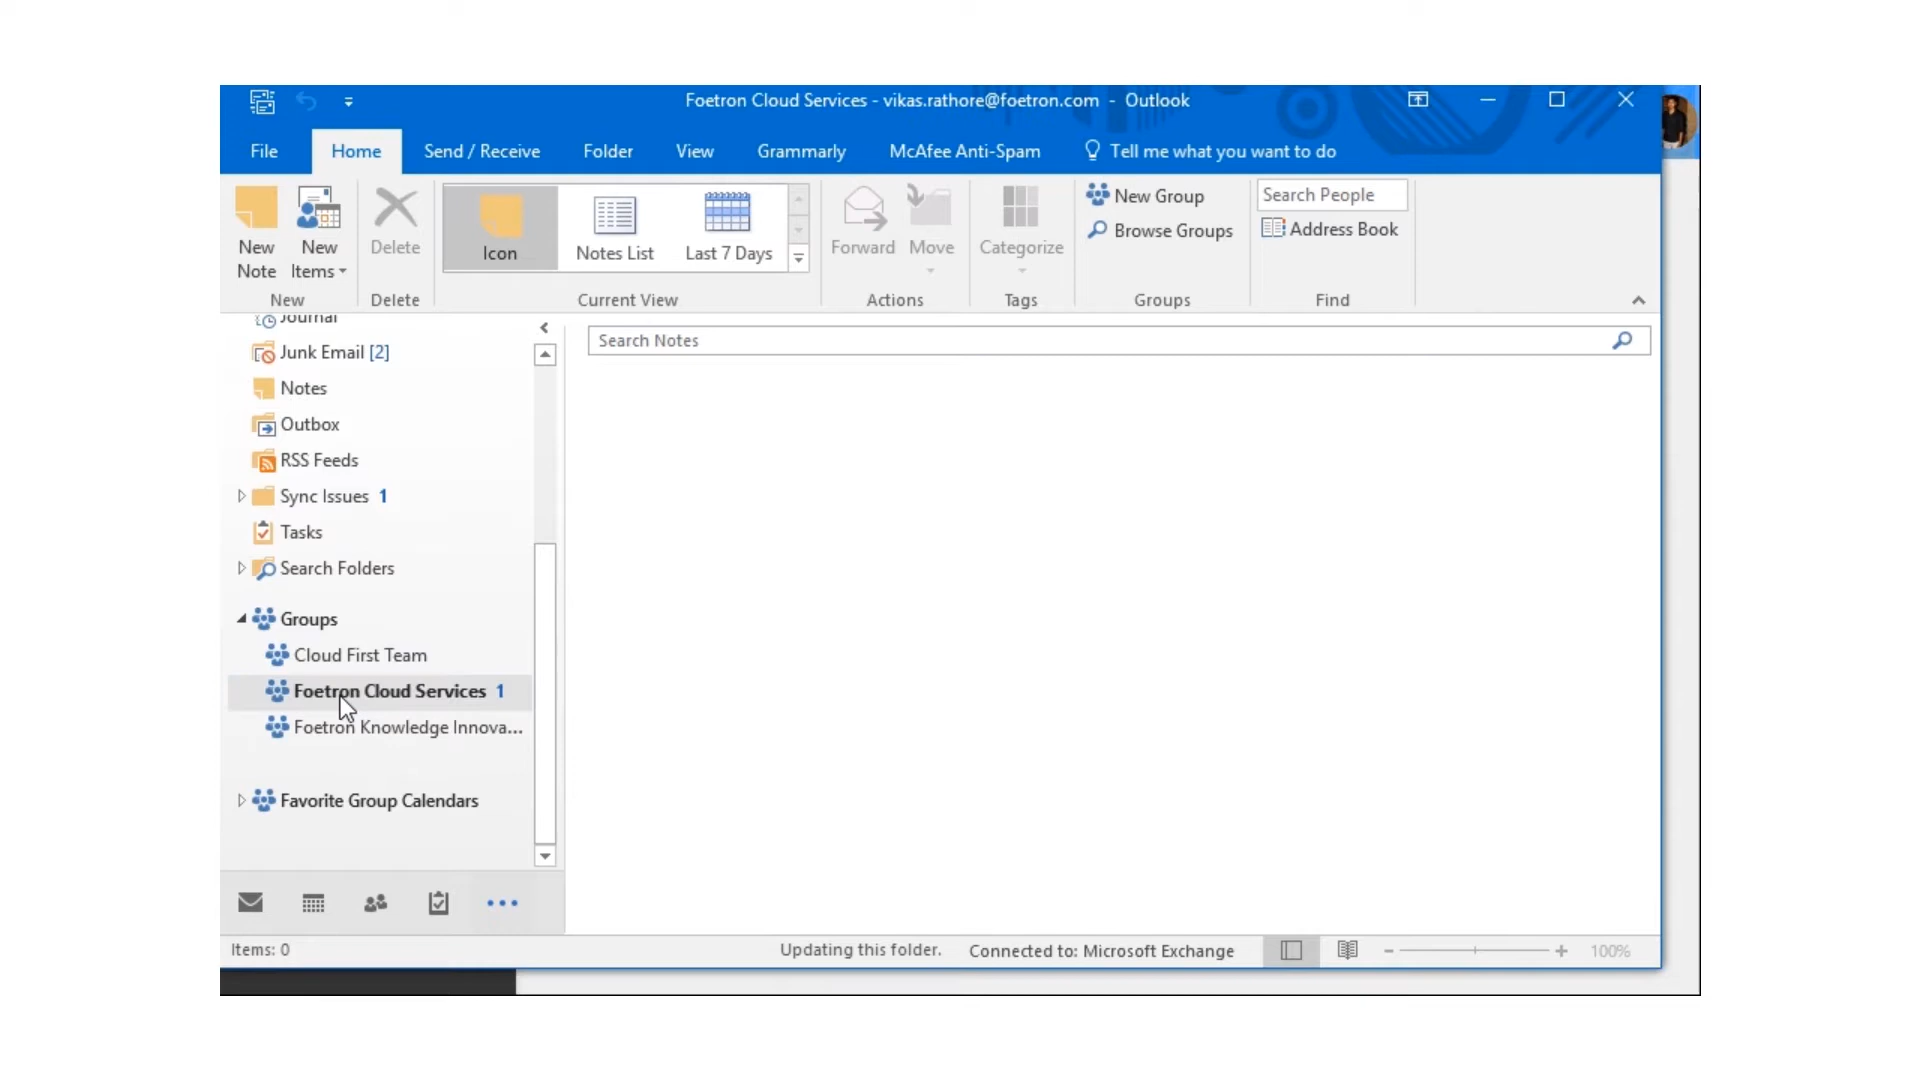 Foetron Cloud Services - vikas.rathore@foetron.com - Outlook
File Home Send / Receive Folder View Grammarly McAfee Anti-Spam Tell me what you want to do
New Note
New Items
Delete
Icon
Notes List
Last 7 Days
Forward
Move
Categorize
New Group
Browse Groups
Search People
Address Book
New Delete Current View Actions Tags Groups Find
Journal
Junk Email [2]
Notes
Outbox
RSS Feeds
Sync Issues 1
Tasks
Search Folders
Groups
Cloud First Team
Foetron Cloud Services 1
Foetron Knowledge Innova...
Favorite Group Calendars
Search Notes
Items: 0 Updating this folder. Connected to: Microsoft Exchange 100%